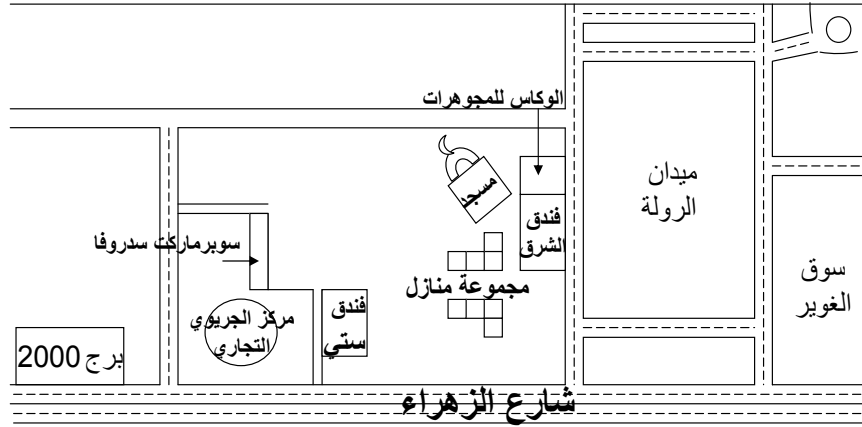 الوكاس للمجوهرات
مسجد
ميدان
الرولة
فندق
الشرق
سوق
الغوير
سوبرماركت سدروفا
مجموعة منازل
فندق
ستي
مركز الجريوي
التجاري
برج 2000
شارع الزهراء